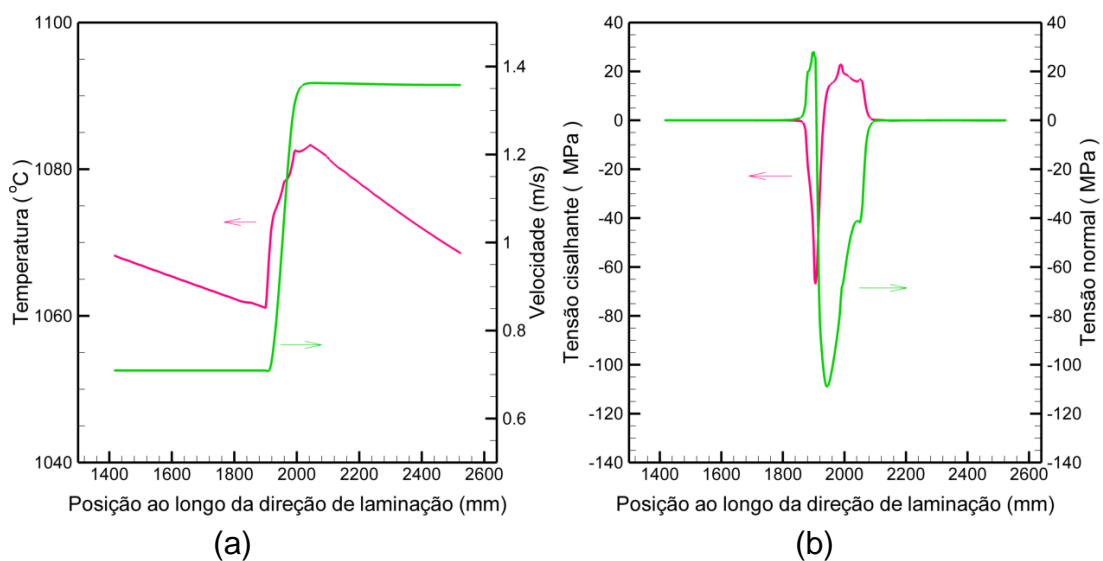 1100
1080
1060
1040
Temperatura ( °C)
1.4
1.2
1
0.8
0.6
Velocidade (m/s)
1400 1600 1800 2000 2200 2400 2600
Posição ao longo da direção de laminação (mm)
(a)
40
20
0
-20
-40
-60
-80
-100
-120
-140
Tensão cisalhante ( MPa)
40
20
0
-20
-40
-60
-80
-100
-120
-140
Tensão normal ( MPa)
1400 1600 1800 2000 2200 2400 2600
Posição ao longo da direção de laminação (mm)
(b)